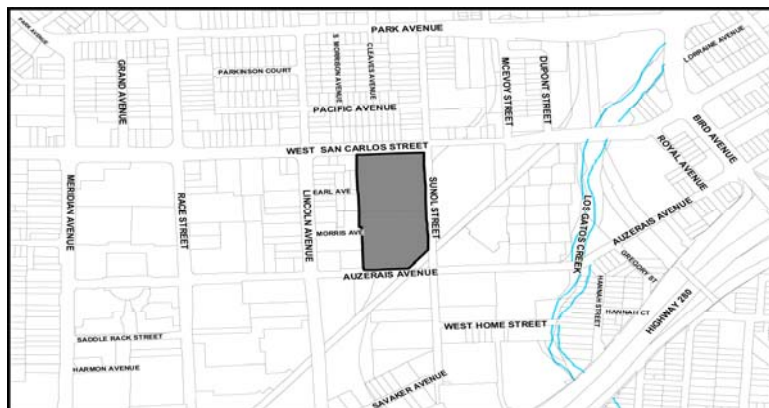 PARK AVENUE
PARK AVENUE
LORRAINE AVENUE
GRAND AVENUE
S MORRISON AVENUE
CLEAVES AVENUE
PARKINSON COURT
MCEVOY STREET
DUPONT STREET
PACIFIC AVENUE
BIRD AVENUE
WEST SAN CARLOS STREET
ROYAL AVENUE
MERIDIAN AVENUE
RACE STREET
LINCOLN AVENUE
EARL AVE
SUNOL STREET
LOS GATOS CREEK
MORRIS AVE
AUZERAIS AVENUE
AUZERAIS AVENUE
GREGORY ST
HANNAH STREET
HANNAH CT
HIGHWAY 280
WEST HOME STREET
SADDLE RACK STREET
HARMON AVENUE
SAVAKER AVENUE